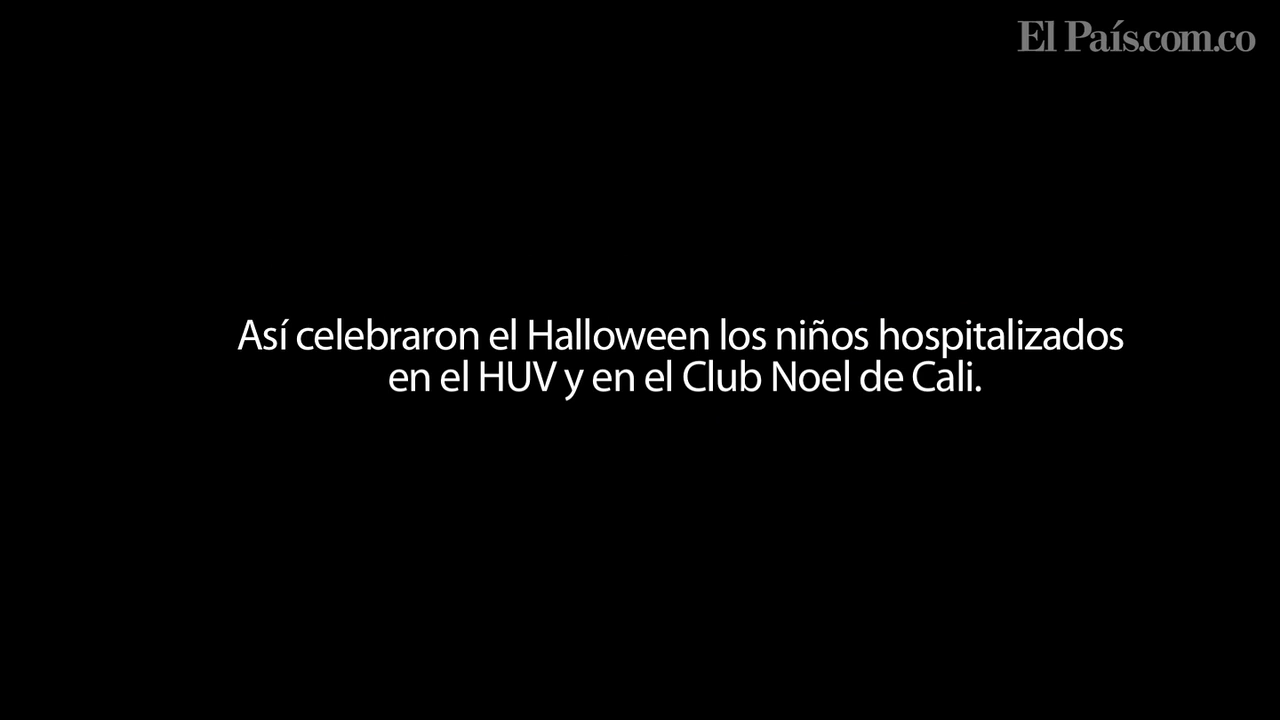 El País.com.co
Así celebraron el Halloween los niños hospitalizados
en el HUV y en el Club Noel de Cali.